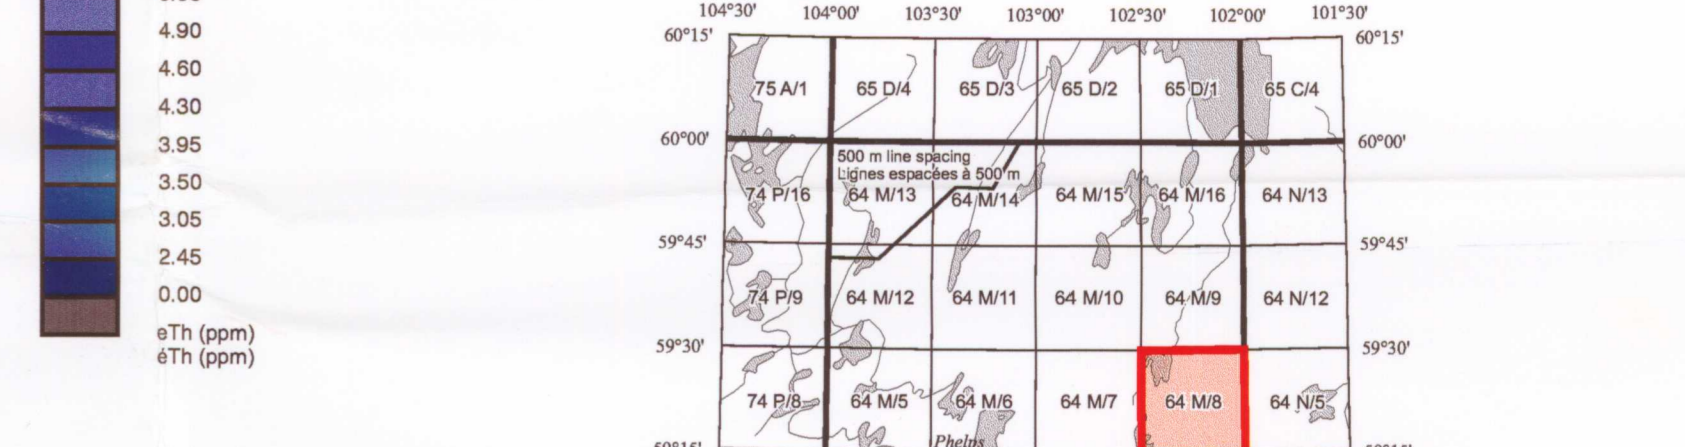 4.90
4.60
4.30
3.95
3.50
3.05
2.45
0.00
eTh (ppm)
éTh (ppm)
104°30' 104°00' 103°30' 103°00' 102°30' 102°00' 101°30'
60°15' 60°15'
75 A/1 65 D/4 65 D/3 65 D/2 65 D/1 65 C/4
60°00' 60°00'
500 m line spacing
Lignes espacées à 500 m
74 P/16 64 M/13 64 M/14 64 M/15 64 M/16 64 N/13
59°45' 59°45'
74 P/9 64 M/12 64 M/11 64 M/10 64 M/9 64 N/12
59°30' 59°30'
74 P/8 64 M/5 64 M/6 64 M/7 64 M/8 64 N/5
Phelps